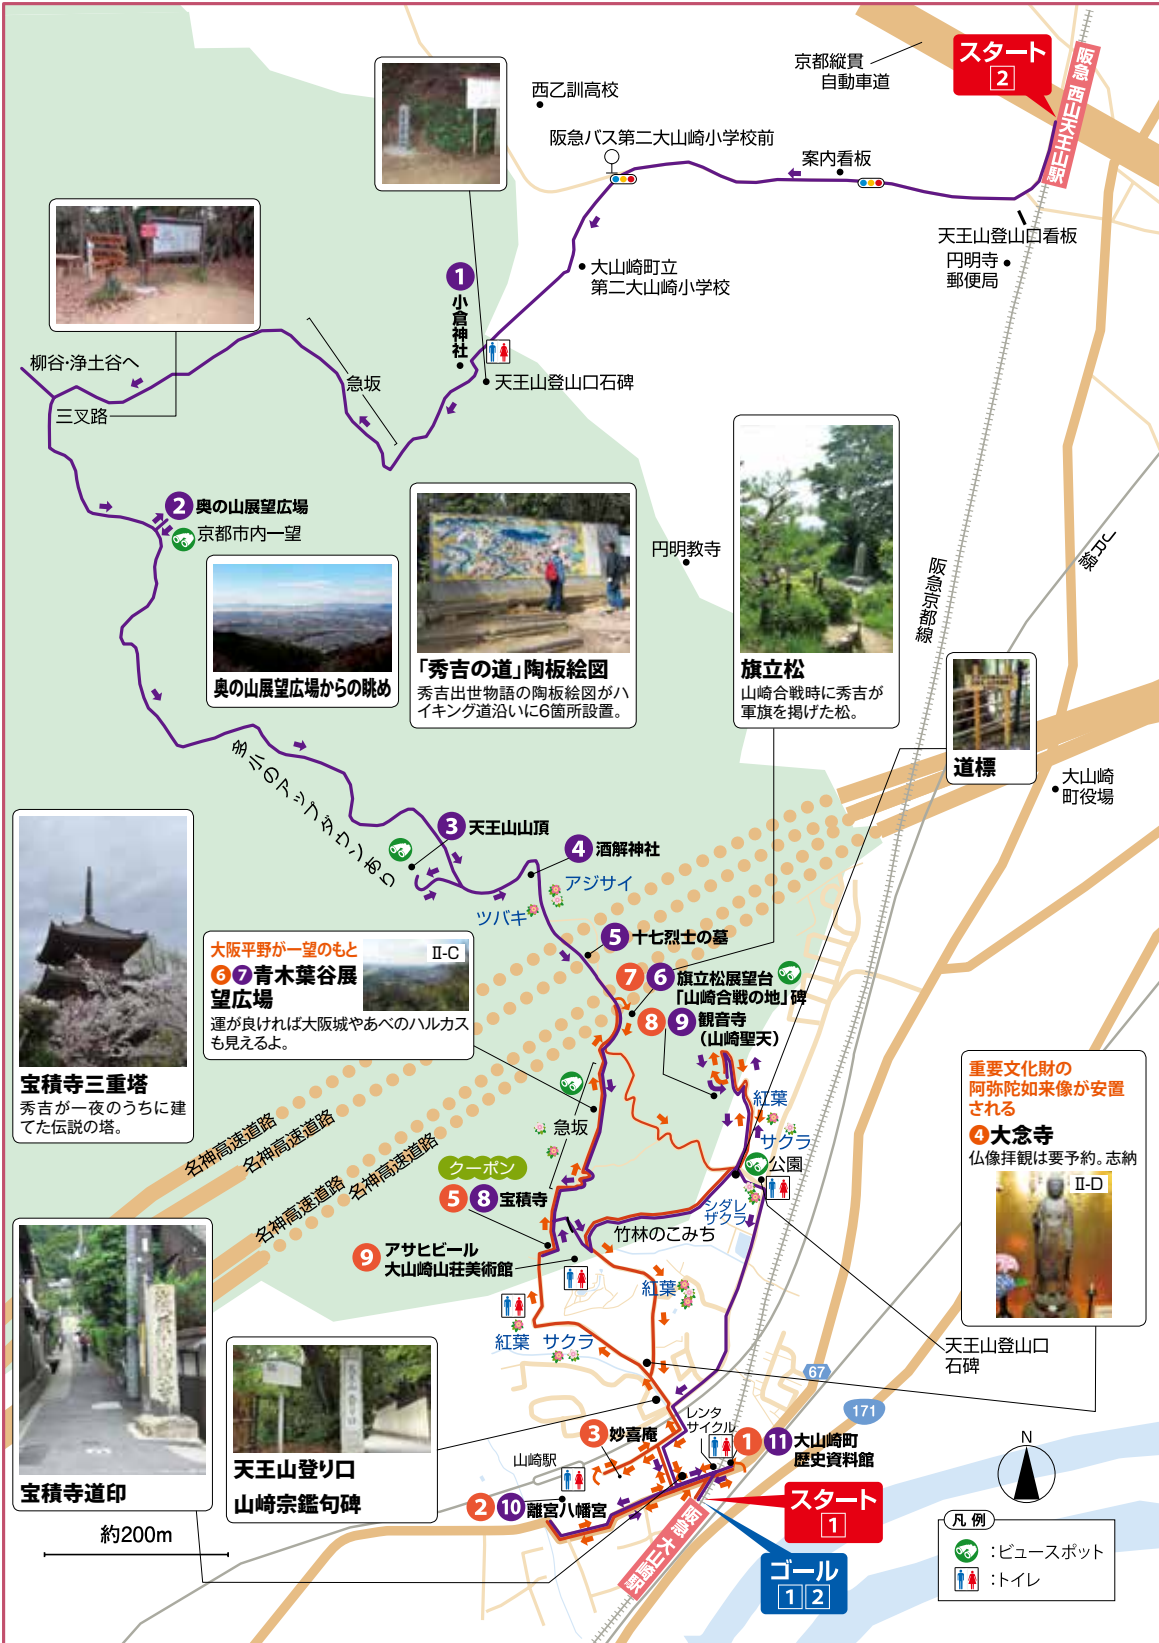 スタート
2
阪急 西山天王山駅
京都縦貫
自動車道
西乙訓高校
阪急バス第二大山崎小学校前
案内看板
天王山登山口看板
円明寺
郵便局
大山崎町立
第二大山崎小学校
1
小倉神社
天王山登山口石碑
柳谷・浄土谷へ
急坂
三叉路
2 奥の山展望広場
京都市内一望
奥の山展望広場からの眺め
「秀吉の道」陶板絵図
秀吉出世物語の陶板絵図がハ
イキング道沿いに6箇所設置。
円明教寺
旗立松
山崎合戦時に秀吉が
軍旗を掲げた松。
阪急京都線
JR線
道標
大山崎
町役場
多少のアップダウンあり
3 天王山山頂
4 酒解神社
アジサイ
ツバキ
5 十七烈士の墓
宝積寺三重塔
秀吉が一夜のうちに建
てた伝説の塔。
大阪平野が一望のもと
6 7 青木葉谷展
望広場
II-C
運が良ければ大阪城やあべのハルカス
も見えるよ。
7 6 旗立松展望台
「山崎合戦の地」碑
8 9 観音寺
（山崎聖天）
重要文化財の
阿弥陀如来像が安置
される
4 大念寺
仏像拝観は要予約。志納
II-D
紅葉
サクラ
公園
急坂
名神高速道路
名神高速道路
名神高速道路
名神高速道路
クーポン
5 8 宝積寺
シダレ
ザクラ
竹林のこみち
9 アサヒビール
大山崎山荘美術館
紅葉
紅葉 サクラ
天王山登山口
石碑
67
171
宝積寺道印
天王山登り口
山崎宗鑑句碑
レンタ
サイクル
3 妙喜庵
1 11 大山崎町
歴史資料館
山崎駅
2 10 離宮八幡宮
阪急 大山崎駅
スタート
1
ゴール
1 2
約200m
N
凡例
：ビュースポット
：トイレ